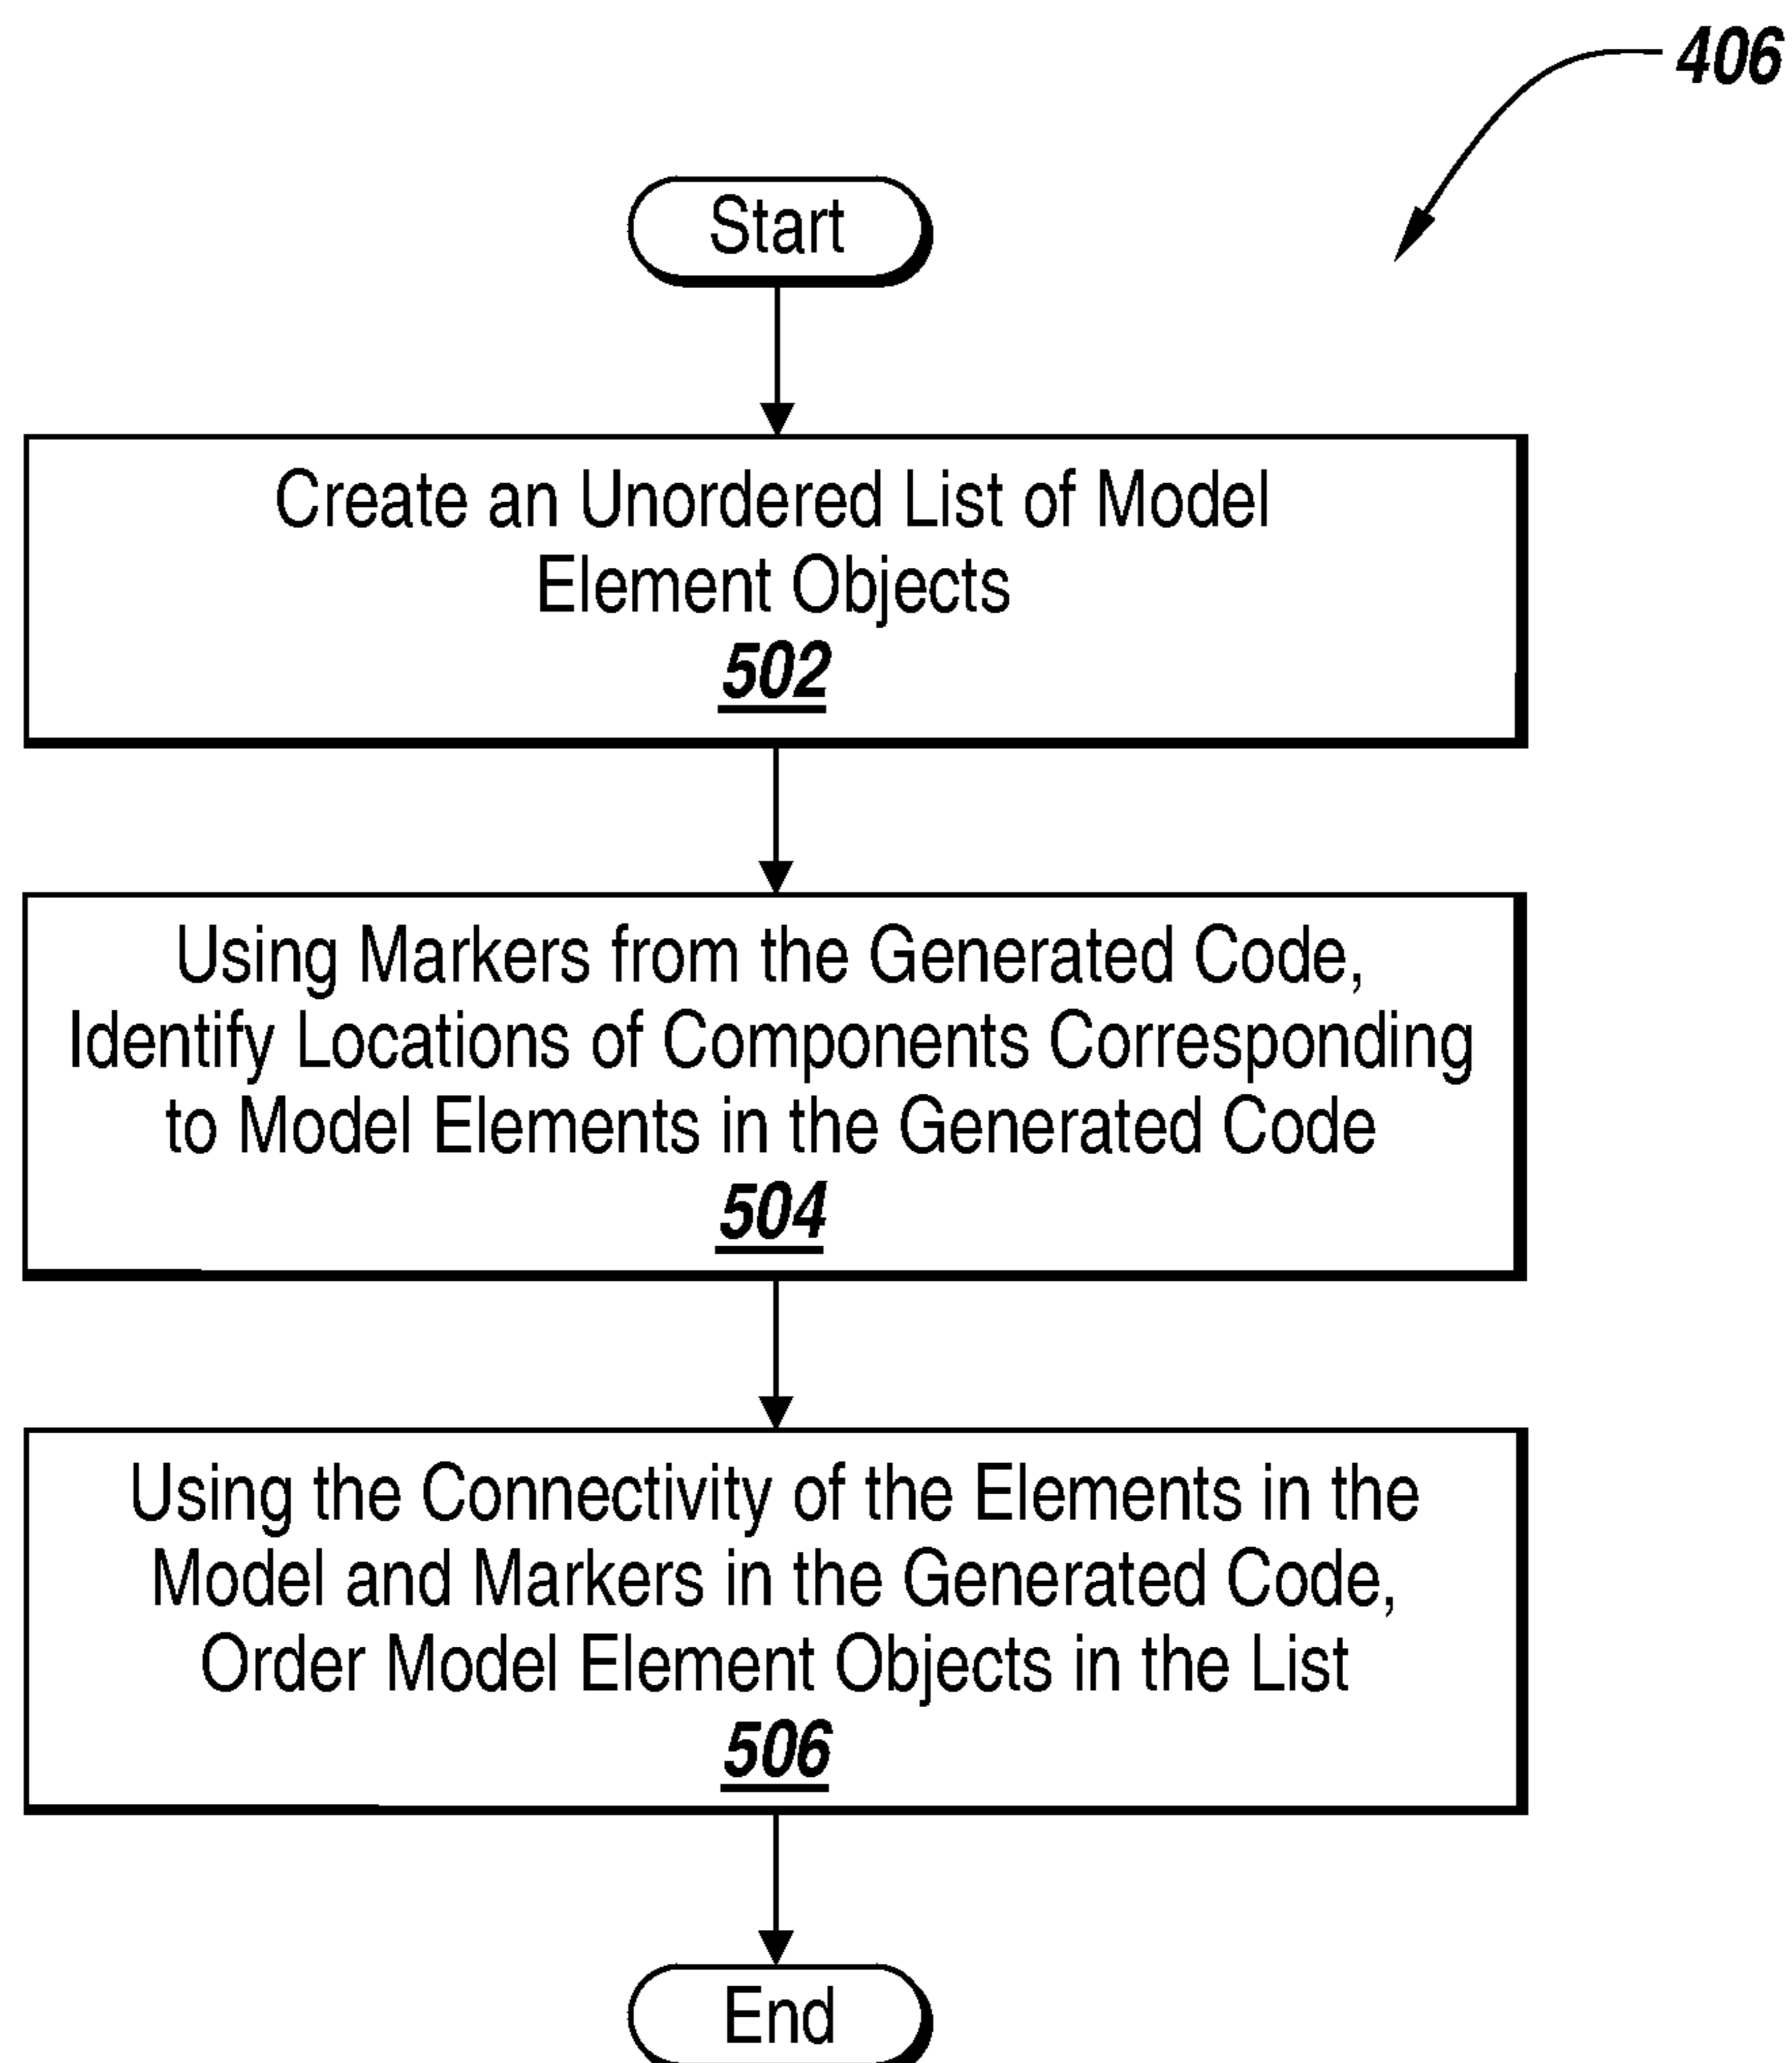 406
Start
Create an Unordered List of Model
Element Objects
502
Using Markers from the Generated Code,
Identify Locations of Components Corresponding
to Model Elements in the Generated Code
504
Using the Connectivity of the Elements in the
Model and Markers in the Generated Code,
Order Model Element Objects in the List
506
End